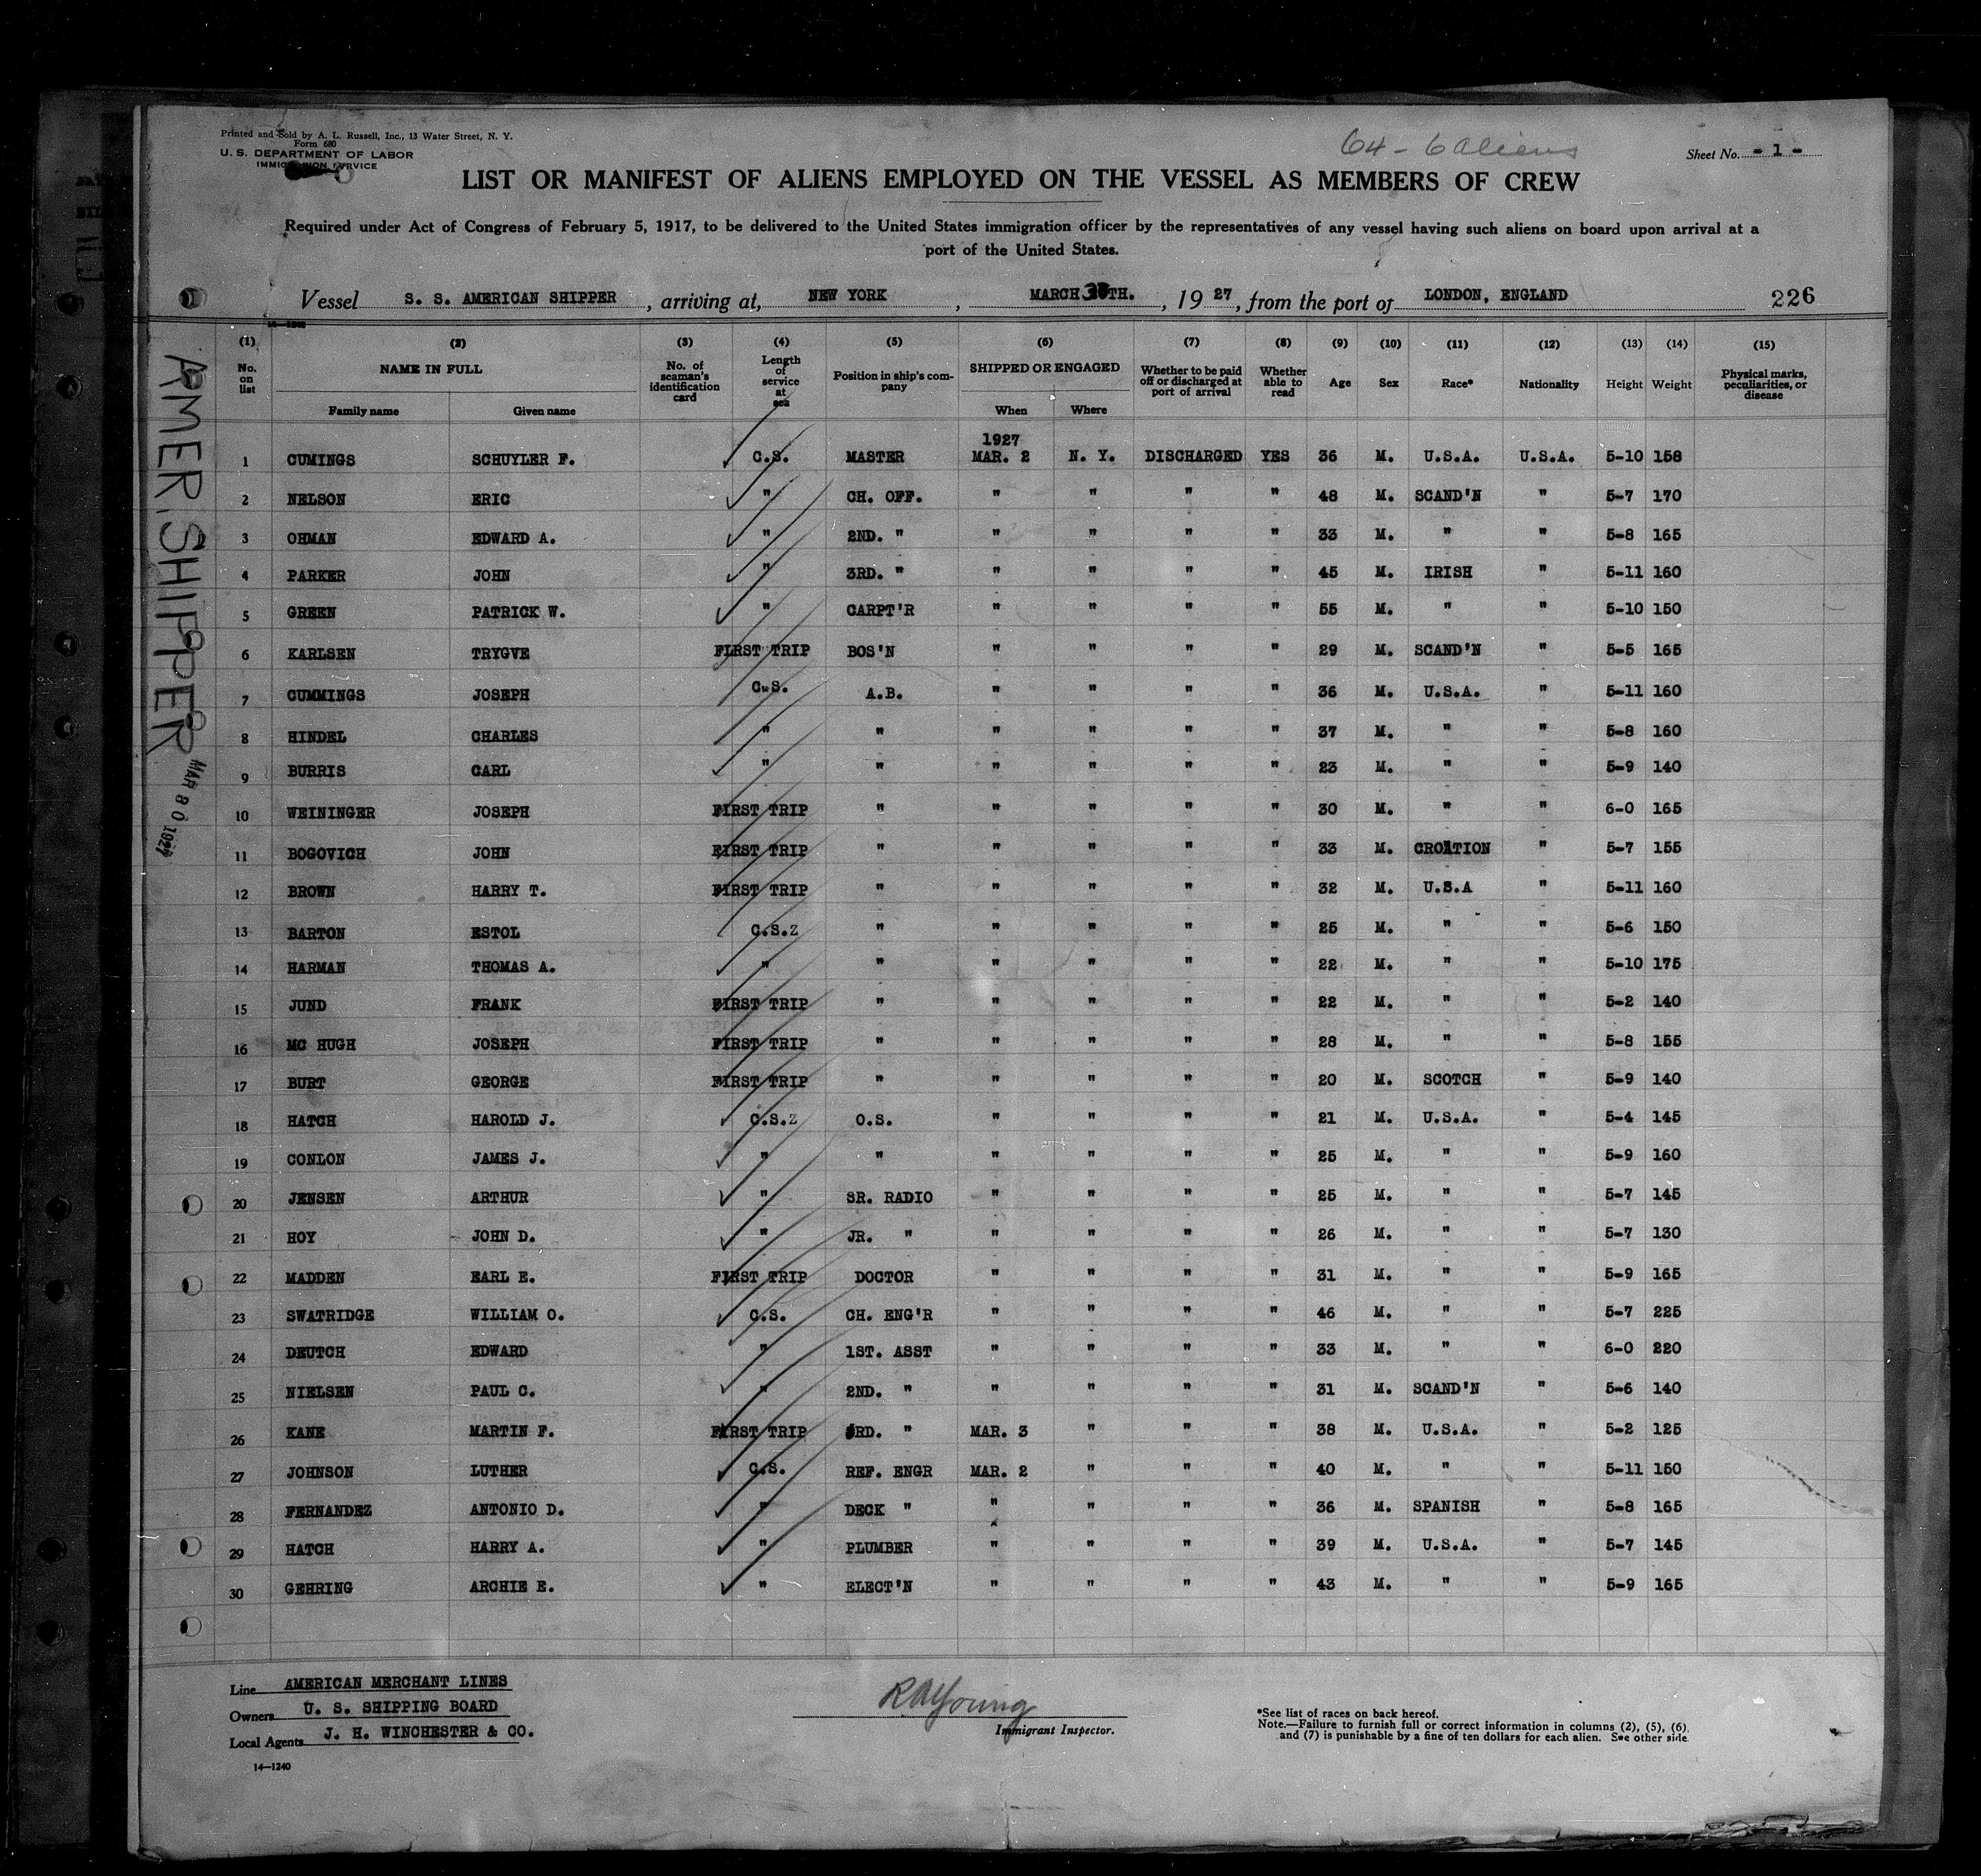 Printed and Sold by A. L. Russell, Inc., 13 Water Street, N. Y.
Form 680
U. S. DEPARTMENT OF LABOR
IMMIGRATION SERVICE
64 - 6 aliens
Sheet No. - 1 -
LIST OR MANIFEST OF ALIENS EMPLOYED ON THE VESSEL AS MEMBERS OF CREW
Required under Act of Congress of February 5, 1917, to be delivered to the United States immigration officer by the representatives of any vessel having such aliens on board upon arrival at a
port of the United States.
Vessel S. S. AMERICAN SHIPPER, arriving at, NEW YORK, MARCH 30TH., 1927, from the port of LONDON, ENGLAND 226
14—1240
AMER. SHIPPER
MAR 30 1927
(1) (2) (3) (4) (5) (6) (7) (8) (9) (10) (11) (12) (13) (14) (15)
No. on list NAME IN FULL No. of seaman's identification card Length of service at sea Position in ship's company SHIPPED OR ENGAGED Whether to be paid off or discharged at port of arrival Whether able to read Age Sex Race* Nationality Height Weight Physical marks, peculiarities, or disease
Family name Given name When Where
1927
1 CUMINGS SCHUYLER F. C.S. MASTER MAR. 2 N. Y. DISCHARGED YES 36 M. U.S.A. U.S.A. 5-10 158
2 NELSON ERIC " CH. OFF. " " " " 48 M. SCAND'N " 5-7 170
3 OHMAN EDWARD A. " 2ND. " " " " " 33 M. " " 5-8 165
4 PARKER JOHN " 3RD. " " " " " 45 M. IRISH " 5-11 160
5 GREEN PATRICK W. " CARPT'R " " " " 55 M. " " 5-10 150
6 KARLSEN TRYGVE FIRST TRIP BOS'N " " " " 29 M. SCAND'N " 5-5 165
7 CUMMINGS JOSEPH C.S. A.B. " " " " 36 M. U.S.A. " 5-11 160
8 HINDEL CHARLES " " " " " " 37 M. " " 5-8 160
9 BURRIS CARL " " " " " " 23 M. " " 5-9 140
10 WEININGER JOSEPH FIRST TRIP " " " " " 30 M. " " 6-0 165
11 BOGOVICH JOHN FIRST TRIP " " " " " 33 M. CROATION " 5-7 155
12 BROWN HARRY T. FIRST TRIP " " " " " 32 M. U.S.A " 5-11 160
13 BARTON ESTOL C.S.Z " " " " " 25 M. " " 5-6 150
14 HARMAN THOMAS A. " " " " " " 22 M. " " 5-10 175
15 JUND FRANK FIRST TRIP " " " " " 22 M. " " 5-2 140
16 MC HUGH JOSEPH FIRST TRIP " " " " " 28 M. " " 5-8 155
17 BURT GEORGE FIRST TRIP " " " " " 20 M. SCOTCH " 5-9 140
18 HATCH HAROLD J. C.S.Z O.S. " " " " 21 M. U.S.A. " 5-4 145
19 CONLON JAMES J. " " " " " " 25 M. " " 5-9 160
20 JENSEN ARTHUR " SR. RADIO " " " " 25 M. " " 5-7 145
21 HOY JOHN D. " JR. " " " " " 26 M. " " 5-7 130
22 MADDEN EARL E. FIRST TRIP DOCTOR " " " " 31 M. " " 5-9 165
23 SWATRIDGE WILLIAM O. C.S. CH. ENG'R " " " " 46 M. " " 5-7 225
24 DEUTCH EDWARD " 1ST. ASST " " " " 33 M. " " 6-0 220
25 NIELSEN PAUL C. " 2ND. " " " " " 31 M. SCAND'N " 5-6 140
26 KANE MARTIN F. FIRST TRIP 3RD. " MAR. 3 " " " 38 M. U.S.A. " 5-2 125
27 JOHNSON LUTHER C.S. REF. ENGR MAR. 2 " " " 40 M. " " 5-11 150
28 FERNANDEZ ANTONIO D. " DECK " " " " " 36 M. SPANISH " 5-8 165
29 HATCH HARRY A. " PLUMBER " " " " 39 M. U.S.A. " 5-7 145
30 GEHRING ARCHIE E. " ELECT'N " " " " 43 M. " " 5-9 165
Line AMERICAN MERCHANT LINES
Owners U. S. SHIPPING BOARD
Local Agents J. H. WINCHESTER & CO.
14—1240
R A Young
Immigrant Inspector.
*See list of races on back hereof.
Note.—Failure to furnish full or correct information in columns (2), (5), (6),
and (7) is punishable by a fine of ten dollars for each alien. See other side.